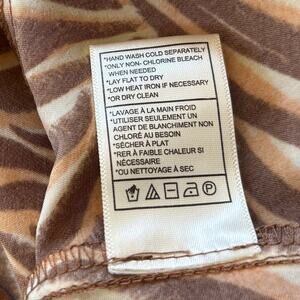 *HAND WASH COLD SEPARATELY
*ONLY NON- CHLORINE BLEACH
WHEN NEEDED
*LAY FLAT TO DRY
*LOW HEAT IRON IF NECESSARY
*OR DRY CLEAN
*LAVAGE À LA MAIN FROID
*UTILISER SEULEMENT UN
AGENT DE BLANCHIMENT NON
CHLORÉ AU BESOIN
*SÉCHER À PLAT
*RER À FAIBLE CHALEUR SI
NÉCESSAIRE
*OU NETTOYAGE À SEC
P